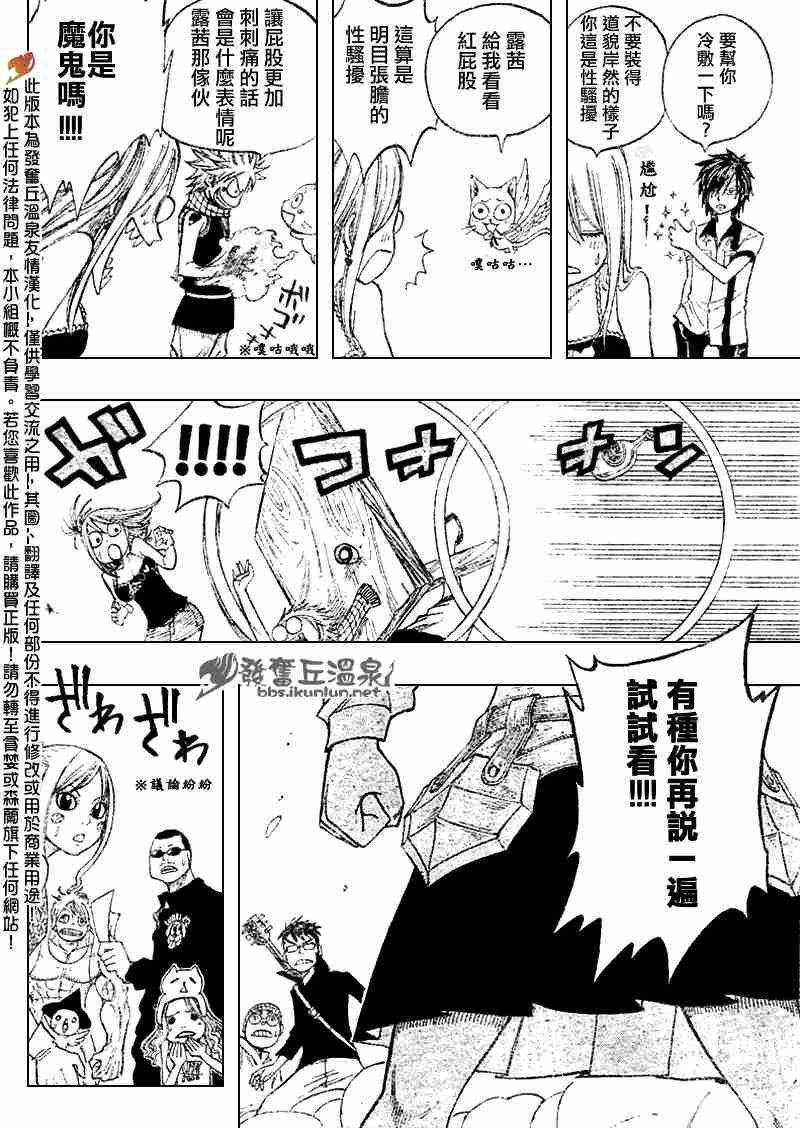 要幫你
冷敷一下嗎?
不要裝得
道貌岸然的樣子
你這是性騷擾
尷尬!
露茜
給我看看
紅屁股
這算是
明目張膽的
性騷擾
噗咕咕…
讓屁股更加
刺刺痛的話
會是什麼表情呢
露茜那傢伙
你是
魔鬼嗎!!!!
ボコオ
※噗咕哦哦
ドゴォッ
!!!!
有種你再說一遍
試試看!!!!
ざわ
ざわ
※議論紛紛
發奮丘溫泉
bbs.ikunlun.net
此版本為發奮丘溫泉友情漢化,僅供學習交流之用,其圖、翻譯及任何部份不得進行修改或用於商業用途!
如犯上任何法律問題,本小組概不負責。若您喜歡此作品,請購買正版!請勿轉至貪婪或森蘭旗下任何網站!